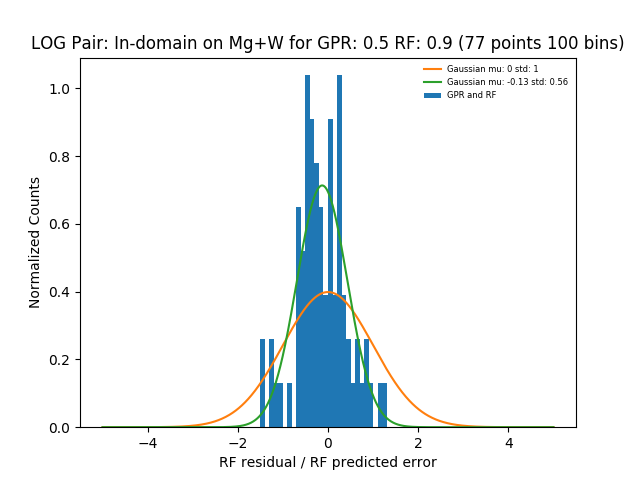 LOG Pair: In-domain on Mg+W for GPR: 0.5 RF: 0.9 (77 points 100 bins)
Gaussian mu: 0 std: 1
Gaussian mu: -0.13 std: 0.56
GPR and RF
Normalized Counts
1.0
0.8
0.6
0.4
0.2
0.0
−4 −2 0 2 4
RF residual / RF predicted error